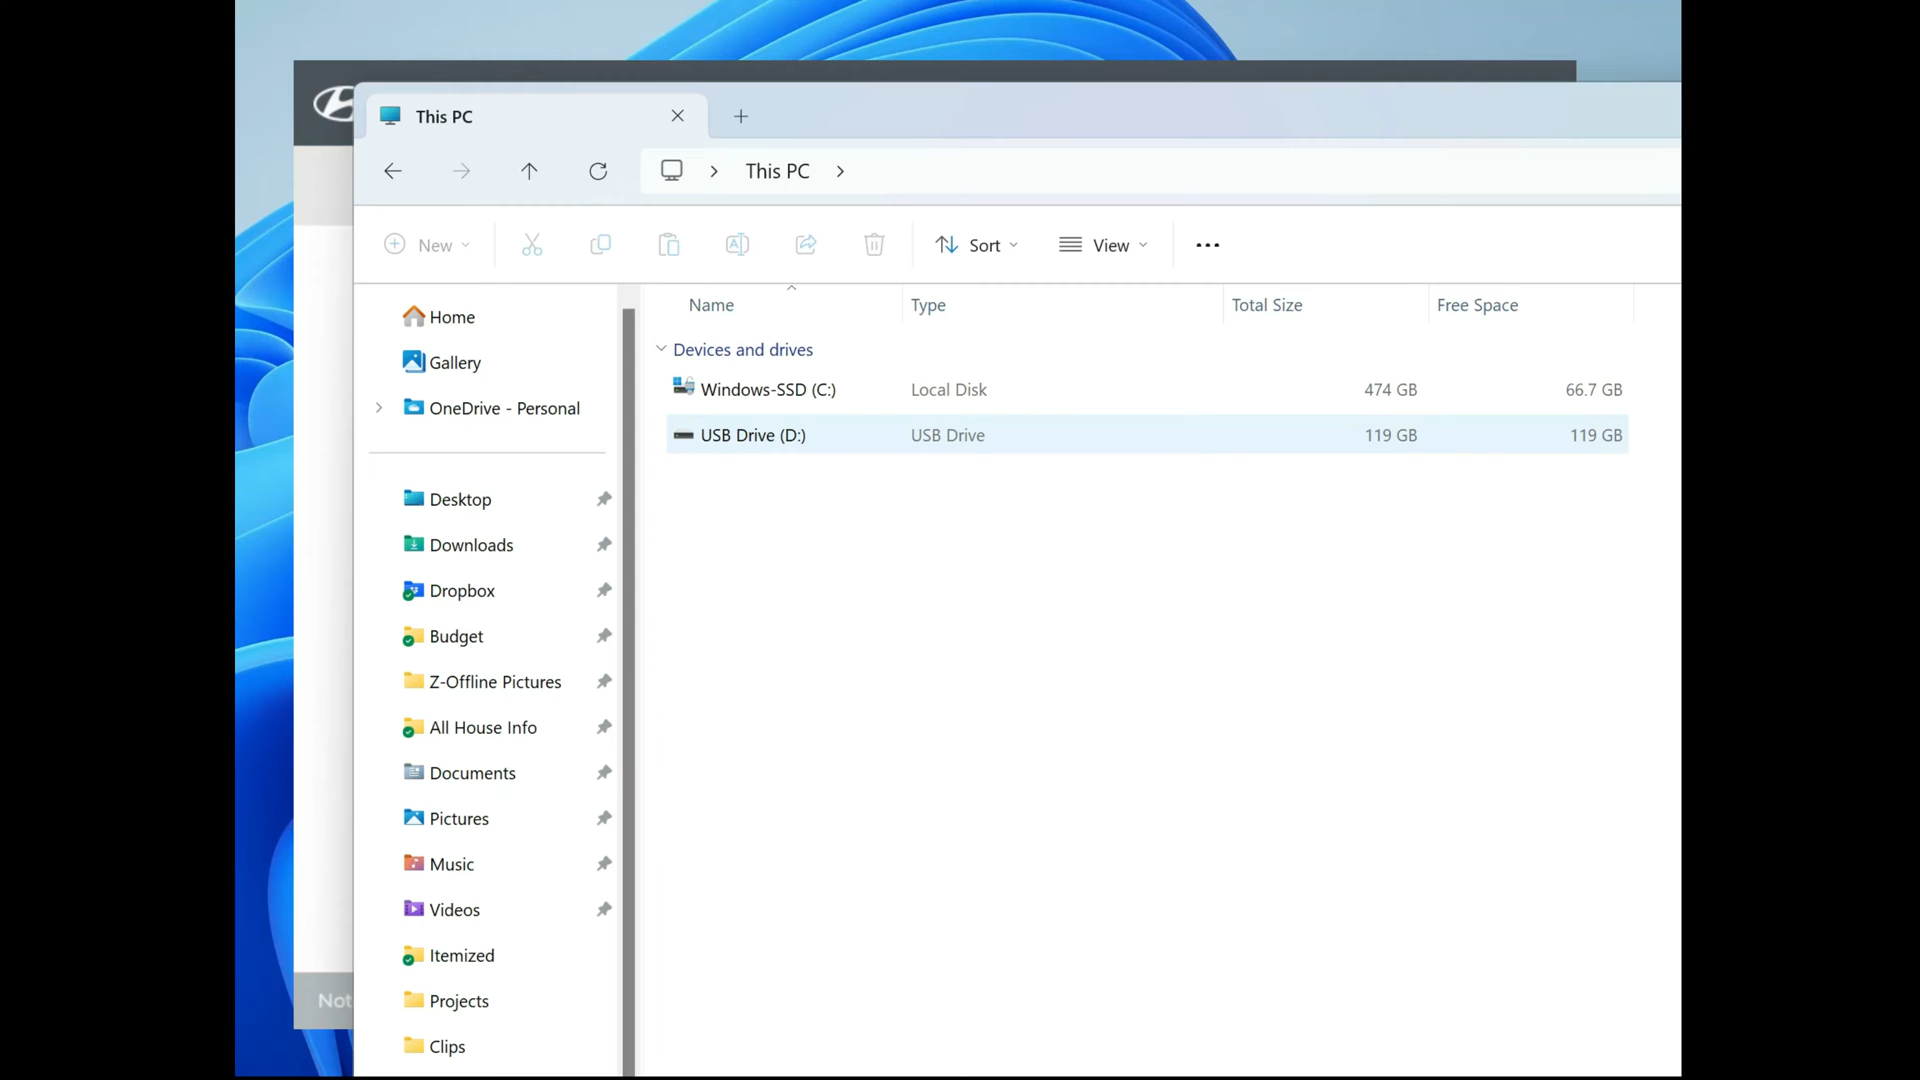 This PC
This PC
New
Sort
View
Name
Type
Total Size
Free Space
Home
Gallery
OneDrive - Personal
Desktop
Downloads
Dropbox
Budget
Z-Offline Pictures
All House Info
Documents
Pictures
Music
Videos
Itemized
Projects
Clips
Devices and drives
Windows-SSD (C:) Local Disk 474 GB 66.7 GB
USB Drive (D:) USB Drive 119 GB 119 GB
Not